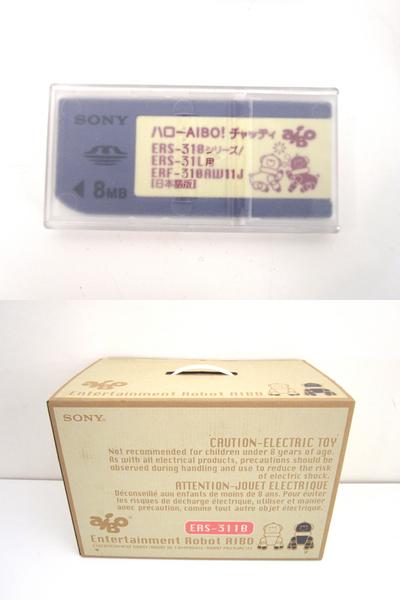 SONY
ハローAIBO! チャッティ
aibo
ERS-310シリーズ/
ERS-31L用
ERF-310AW11J
[日本語版]
8MB
aibo
Entertainment Robot AIBO
SONY
CAUTION-ELECTRIC TOY
Not recommended for children under 8 years of age.
As with all electrical products, precautions should be
observed during handling and use to reduce the risk
of electric shock.
ATTENTION-JOUET ELECTRIQUE
Déconseillé aux enfants de moins de 8 ans. Pour éviter
les risques de décharge électrique, utiliser et manier
avec précaution, comme tout autre objet électrique.
aibo
ERS-311B
Entertainment Robot AIBO